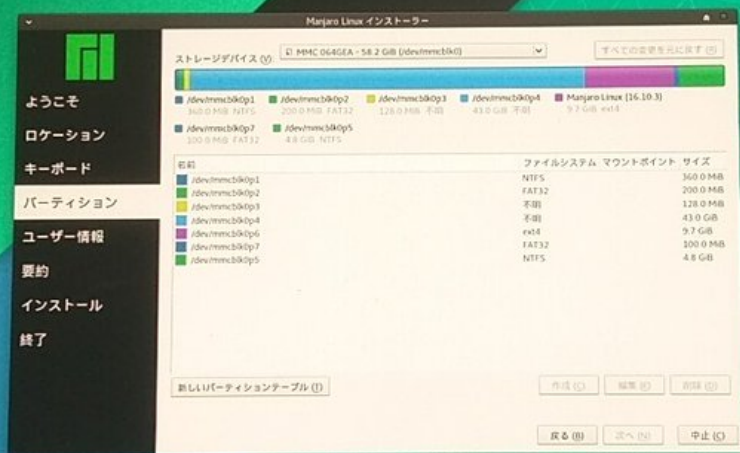 Manjaro Linux インストーラー
ようこそ
ロケーション
キーボード
パーティション
ユーザー情報
要約
インストール
終了
ストレージデバイス (V): MMC 064GEA - 58.2 GiB (/dev/mmcblk0)
すべての変更を元に戻す (R)
/dev/mmcblk0p1 /dev/mmcblk0p2 /dev/mmcblk0p3 /dev/mmcblk0p4 Manjaro Linux (16.10.3)
360.0 MiB NTFS 200.0 MiB FAT32 128.0 MiB 不明 43.0 GiB 不明 9.7 GiB ext4
/dev/mmcblk0p7 /dev/mmcblk0p5
100.0 MiB FAT32 4.8 GiB NTFS
名前 ファイルシステム マウントポイント サイズ
/dev/mmcblk0p1 NTFS 360.0 MiB
/dev/mmcblk0p2 FAT32 200.0 MiB
/dev/mmcblk0p3 不明 128.0 MiB
/dev/mmcblk0p4 不明 43.0 GiB
/dev/mmcblk0p6 ext4 9.7 GiB
/dev/mmcblk0p7 FAT32 100.0 MiB
/dev/mmcblk0p5 NTFS 4.8 GiB
新しいパーティションテーブル (T)
作成 (C) 編集 (E) 削除 (D)
戻る (B) 次へ (N) 中止 (C)